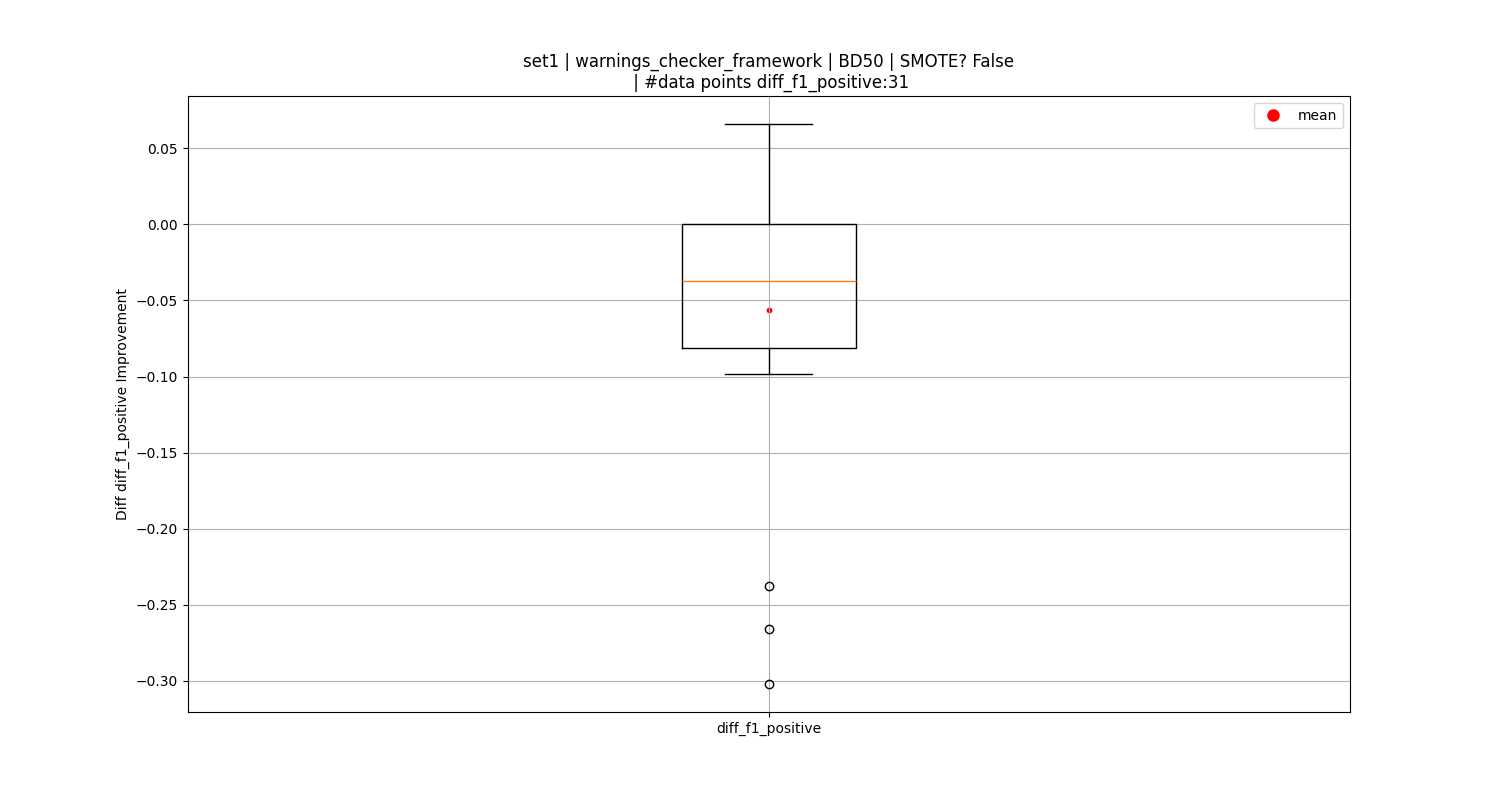 set1 | warnings_checker_framework | BD50 | SMOTE? False
| #data points diff_f1_positive:31
mean
0.05
0.00
−0.05
−0.10
−0.15
−0.20
−0.25
−0.30
Diff diff_f1_positive Improvement
diff_f1_positive